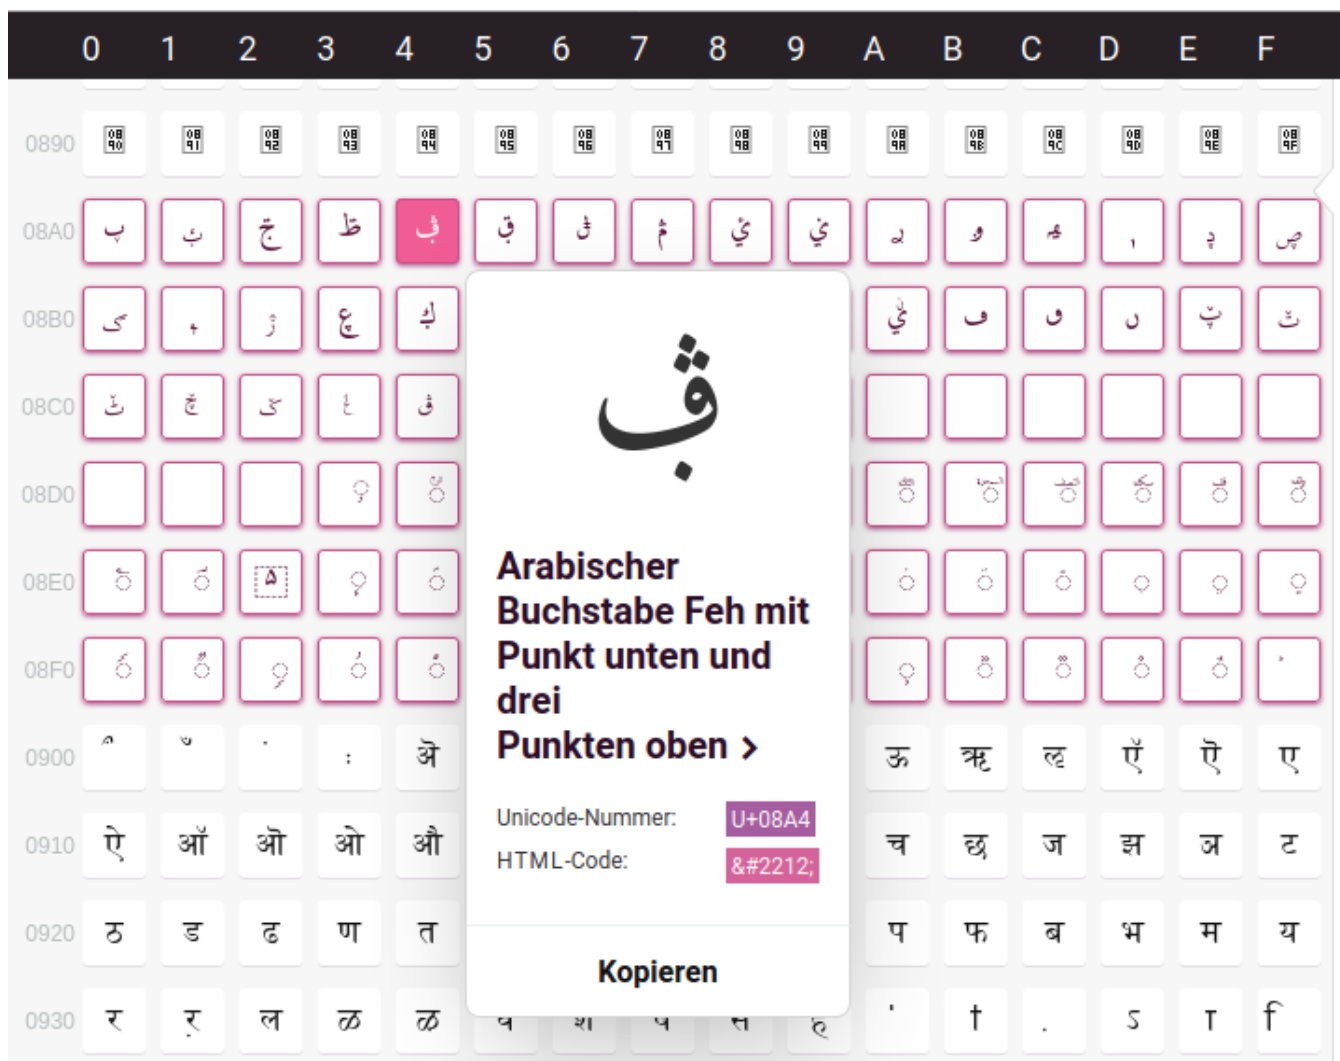 0 1 2 3 4 5 6 7 8 9 A B C D E F
0890
08A0 ࢠ ࢡ ࢢ ࢣ ࢤ ࢥ ࢦ ࢧ ࢨ ࢩ ࢪ ࢫ ࢬ ࢭ ࢮ ࢯ
08B0 ࢰ ࢱ ࢲ ࢳ ࢴ ࢺ ࢻ ࢼ ࢽ ࢾ ࢿ
08C0 ࣀ ࣁ ࣂ ࣃ ࣄ
08D0
08E0
08F0
0900 ऄ ऊ ऋ ऌ ऍ ऎ ए
0910 ऐ ऑ ऒ ओ औ च छ ज झ ञ ट
0920 ठ ड ढ ण त प फ ब भ म य
0930 र ऱ ल ळ ऴ ऽ ा ि
ࢤ
Arabischer
Buchstabe Feh mit
Punkt unten und
drei
Punkten oben >
Unicode-Nummer: U+08A4
HTML-Code: &#2212;
Kopieren